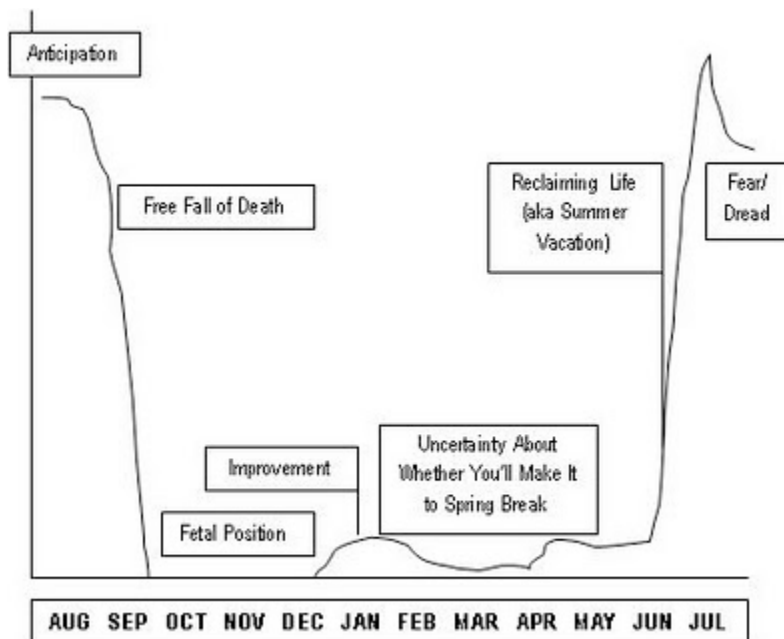 Anticipation
Free Fall of Death
Reclaiming Life
(aka Summer
Vacation)
Fear/
Dread
Improvement
Uncertainty About
Whether You'll Make It
to Spring Break
Fetal Position
AUG SEP OCT NOV DEC JAN FEB MAR APR MAY JUN JUL